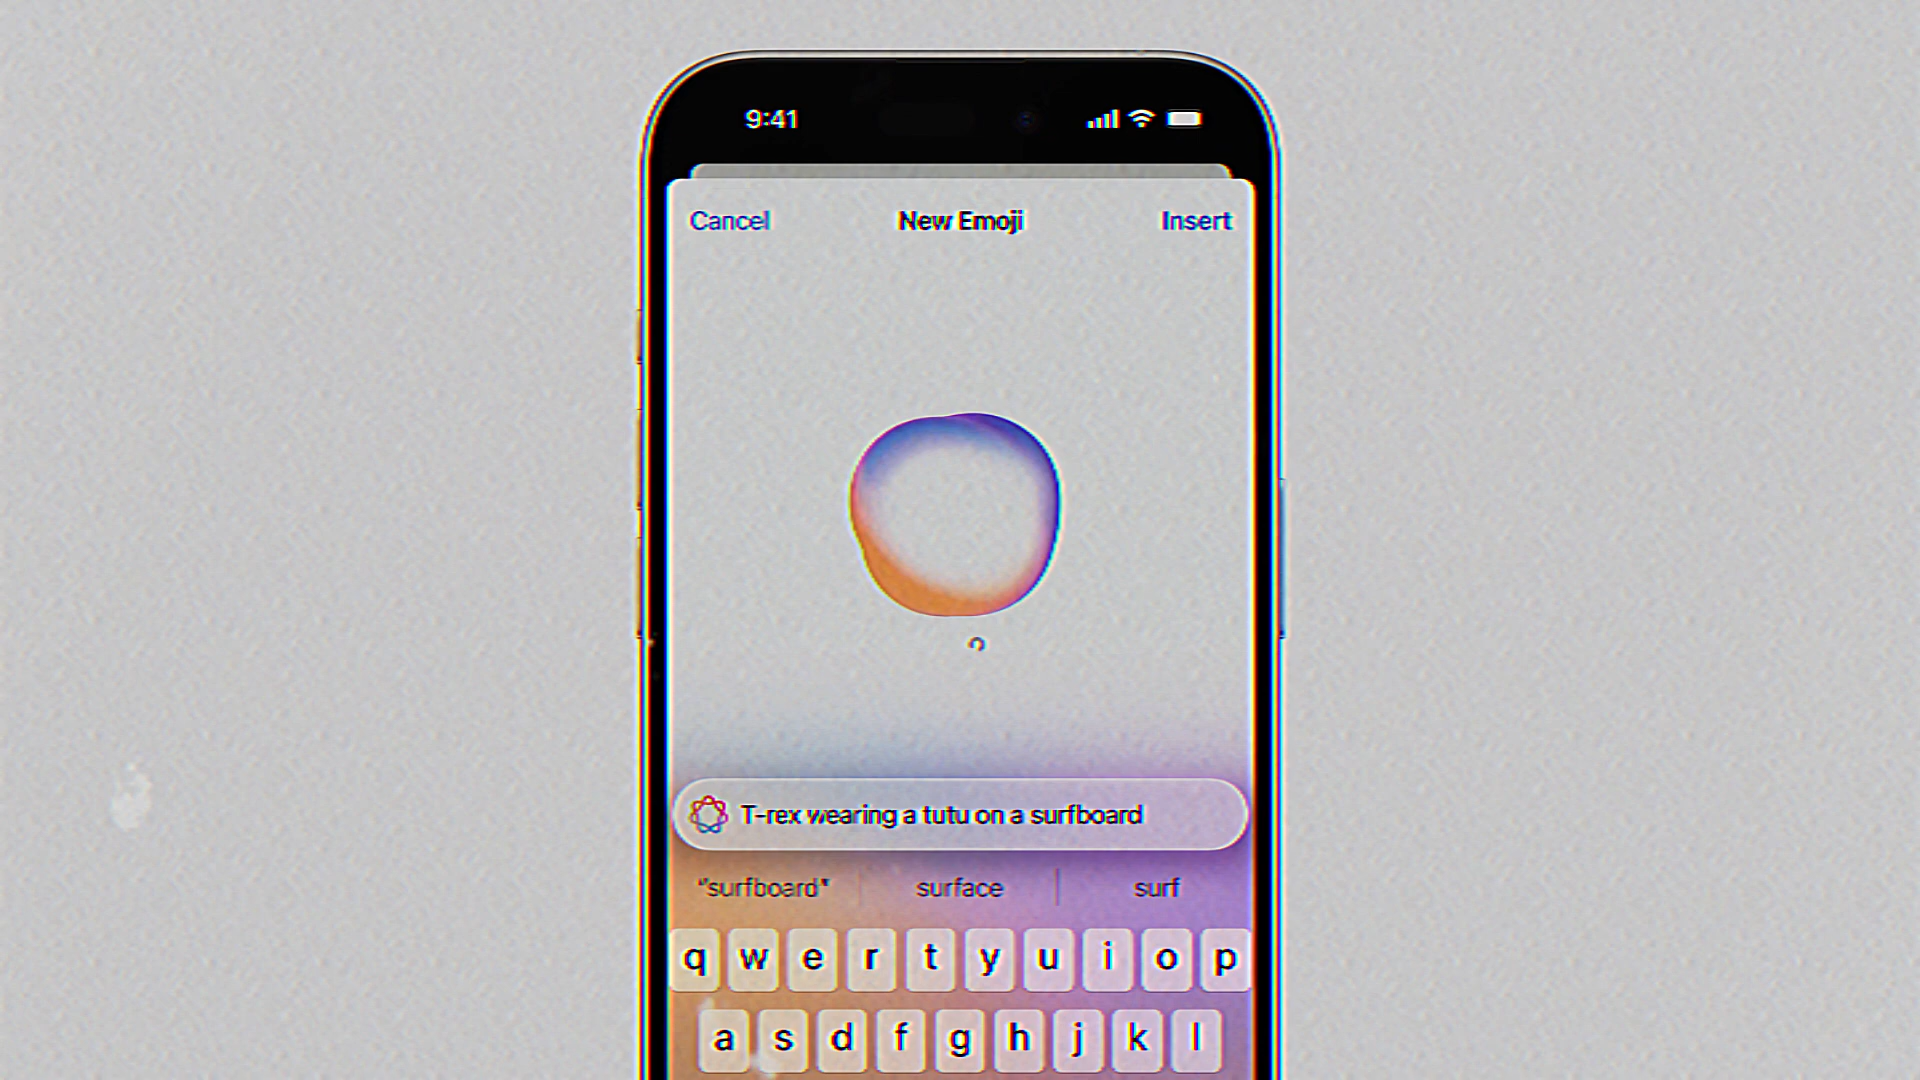 9:41
Cancel New Emoji Insert
T-rex wearing a tutu on a surfboard
"surfboard" surface surf
q w e r t y u i o p
a s d f g h j k l